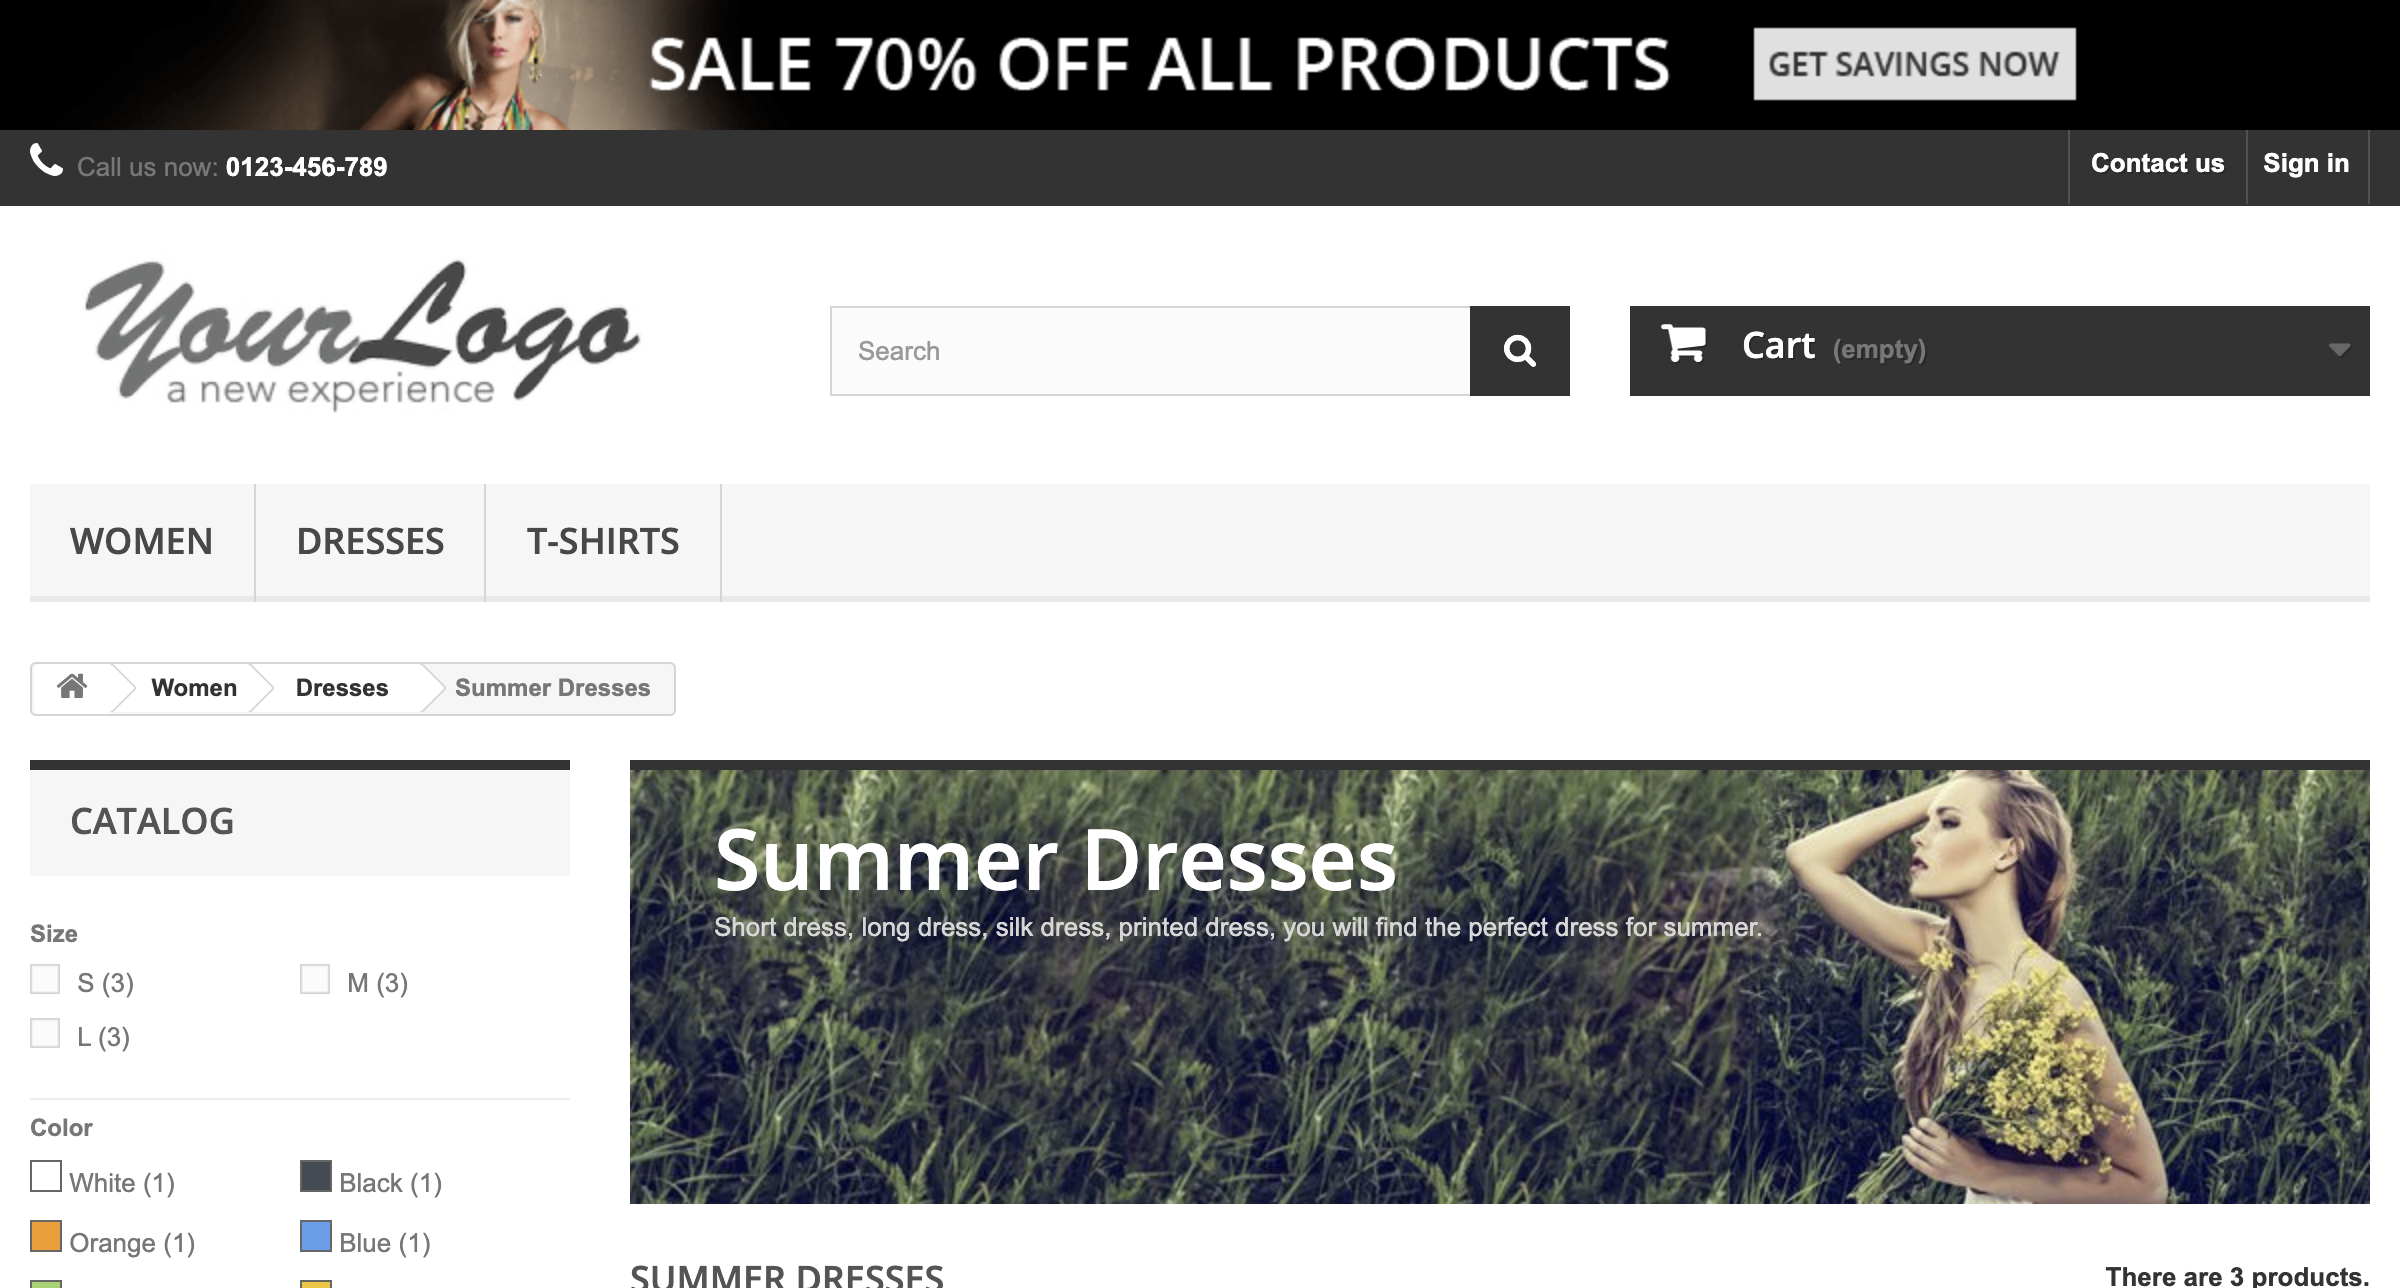 SALE 70% OFF ALL PRODUCTS
GET SAVINGS NOW
Call us now: 0123-456-789
Contact us
Sign in
YourLogo
a new experience
Search
Cart (empty)
WOMEN
DRESSES
T-SHIRTS
Women
Dresses
Summer Dresses
CATALOG
Size
S (3)
M (3)
L (3)
Color
White (1)
Black (1)
Orange (1)
Blue (1)
Summer Dresses
Short dress, long dress, silk dress, printed dress, you will find the perfect dress for summer.
SUMMER DRESSES
There are 3 products.